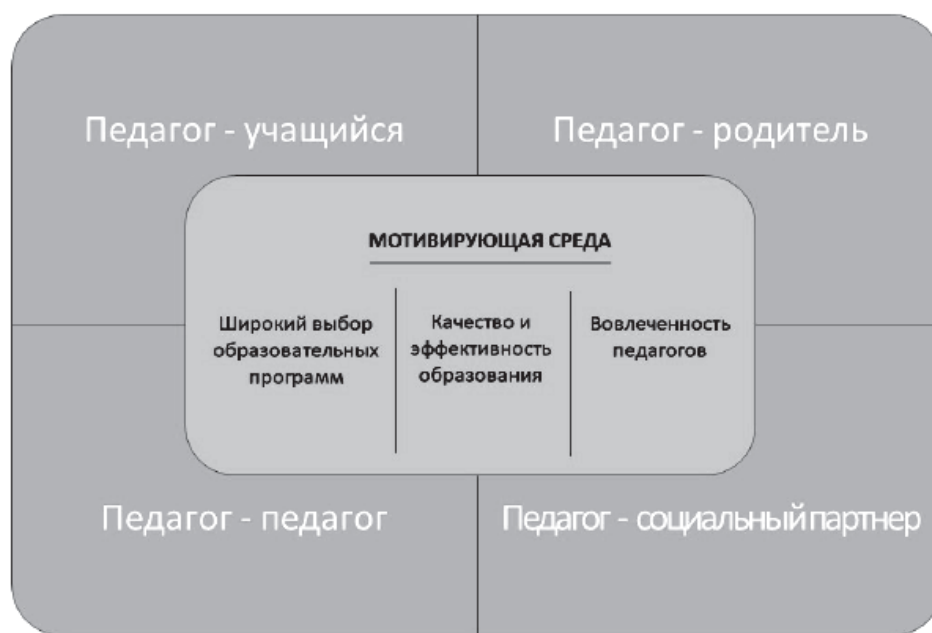 Педагог - учащийся
Педагог - родитель
МОТИВИРУЮЩАЯ СРЕДА
Широкий выбор
образовательных
программ
Качество и
эффективность
образования
Вовлеченность
педагогов
Педагог - педагог
Педагог - социальный партнер